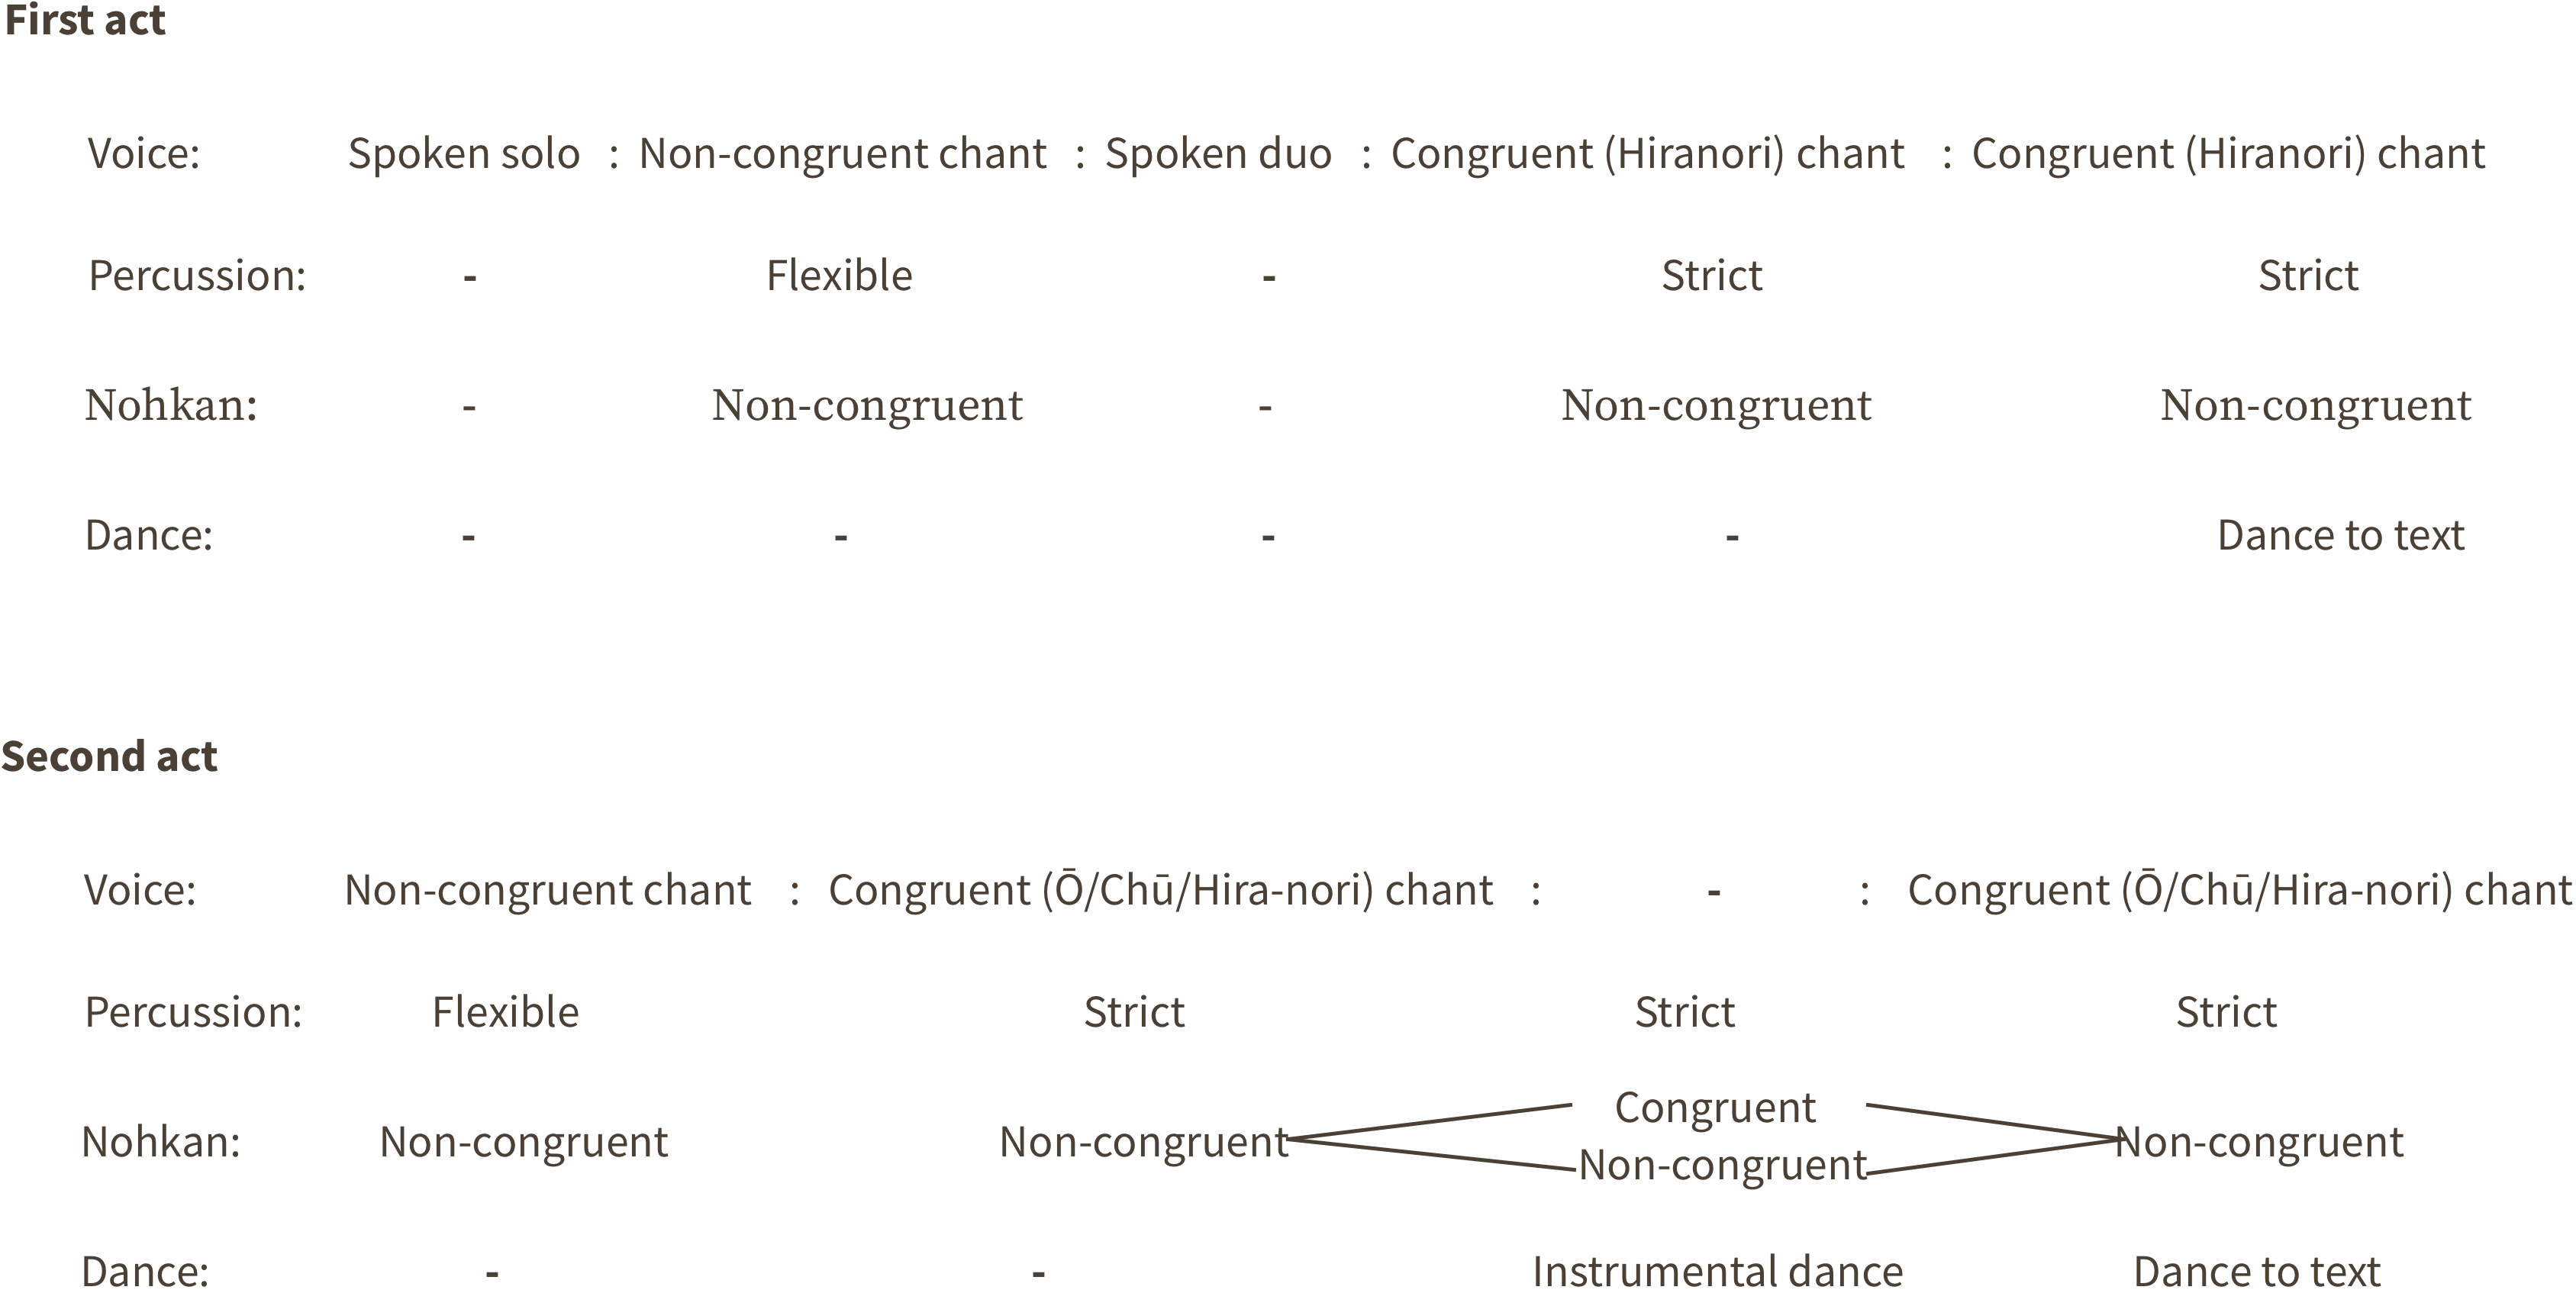 First act
Voice: Spoken solo : Non-congruent chant : Spoken duo : Congruent (Hiranori) chant : Congruent (Hiranori) chant
Percussion: - Flexible - Strict Strict
Nohkan: - Non-congruent - Non-congruent Non-congruent
Dance: - - - - Dance to text
Second act
Voice: Non-congruent chant : Congruent (Ō/Chū/Hira-nori) chant : - : Congruent (Ō/Chū/Hira-nori) chant
Percussion: Flexible Strict Strict Strict
Congruent
Nohkan: Non-congruent Non-congruent Non-congruent
Non-congruent
Dance: - - Instrumental dance Dance to text